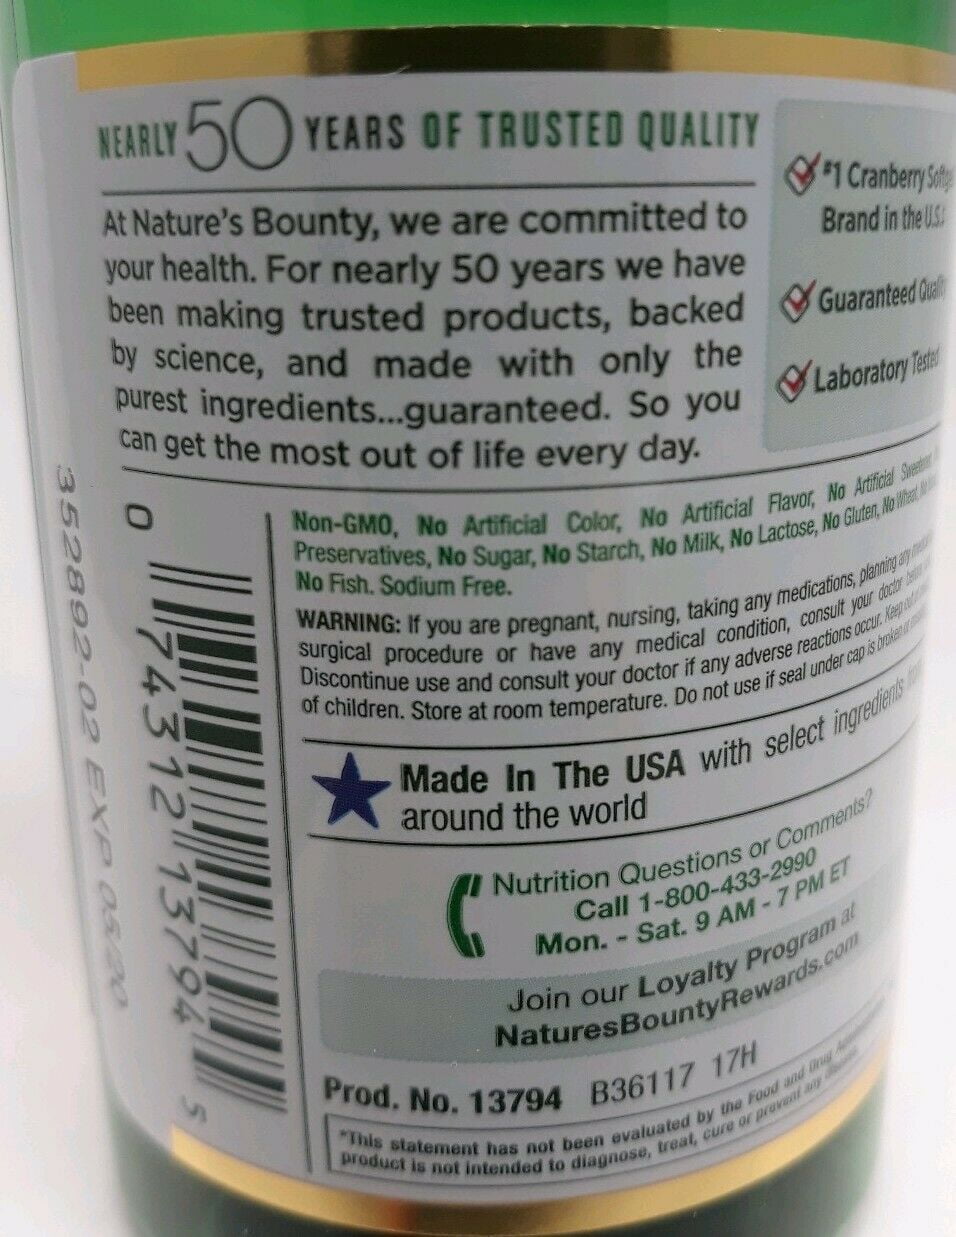 NEARLY 50 YEARS OF TRUSTED QUALITY
At Nature's Bounty, we are committed to
your health. For nearly 50 years we have
been making trusted products, backed
by science, and made with only the
purest ingredients...guaranteed. So you
can get the most out of life every day.
#1 Cranberry
Brand in the U.S.
Guaranteed
Laboratory Tested
Non-GMO, No Artificial Color, No Artificial Flavor, No Artificial
Preservatives, No Sugar, No Starch, No Milk, No Lactose, No Gluten, No Wheat,
No Fish. Sodium Free.
WARNING: If you are pregnant, nursing, taking any medications, planning any
surgical procedure or have any medical condition, consult your doctor
Discontinue use and consult your doctor if any adverse reactions occur. Keep out
of children. Store at room temperature. Do not use if seal under cap is broken or
Made In The USA with select ingredients
around the world
Nutrition Questions or Comments?
Call 1-800-433-2990
Mon. - Sat. 9 AM - 7 PM ET
Join our Loyalty Program at
NaturesBountyRewards.com
Prod. No. 13794 B36117 17H
*This statement has not been evaluated by the Food and Drug
product is not intended to diagnose, treat, cure or prevent any disease.
0 74312 13794 5
352892-02 EXP 05/20